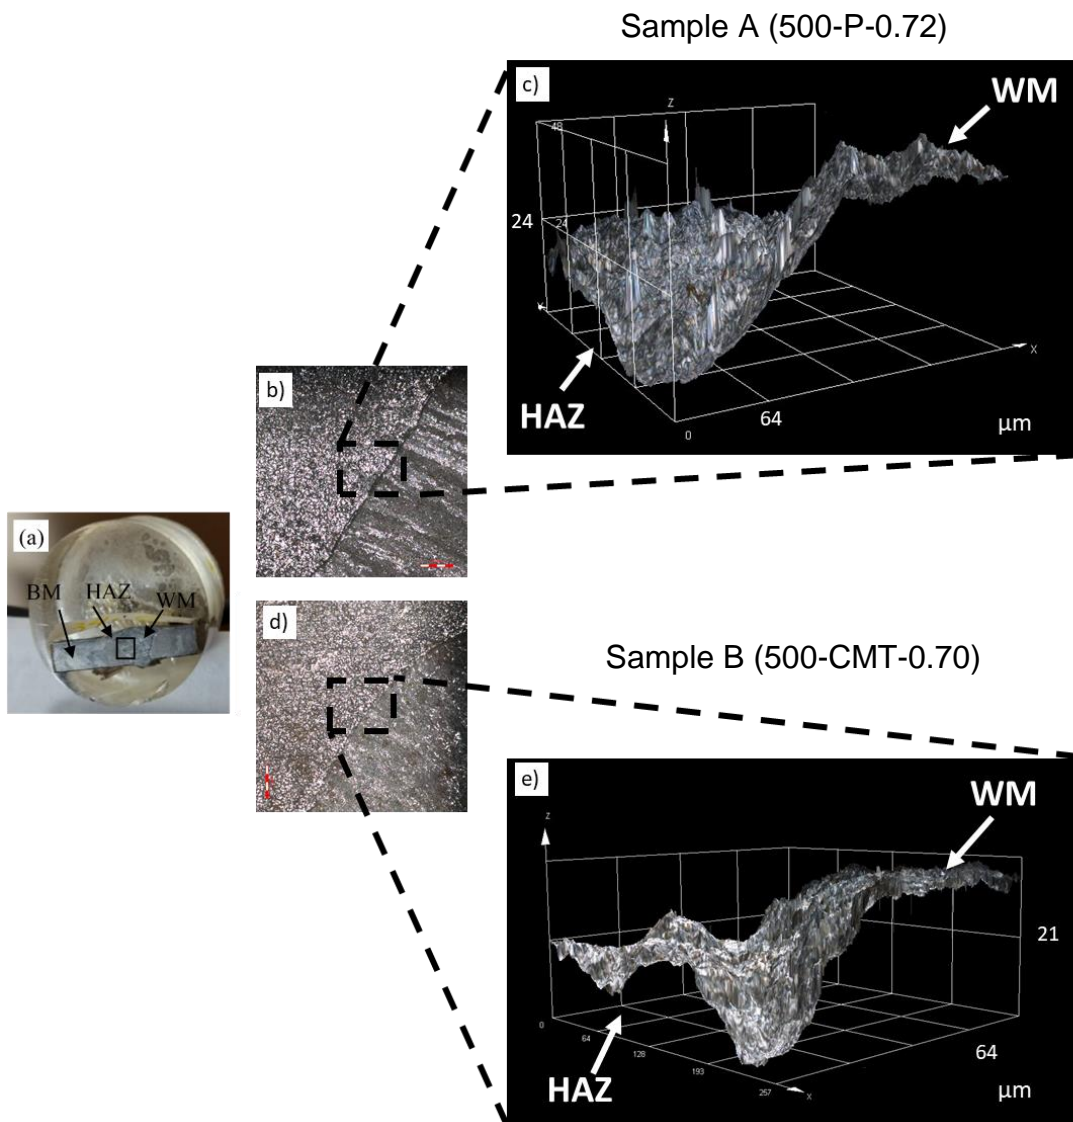 Sample A (500-P-0.72)
c)
WM
Z
48
24
24
Y
HAZ
X
0
64
µm
b)
(a)
BM HAZ WM
d)
Sample B (500-CMT-0.70)
e)
WM
Z
21
0
64
128
193
257
X
HAZ
64
µm